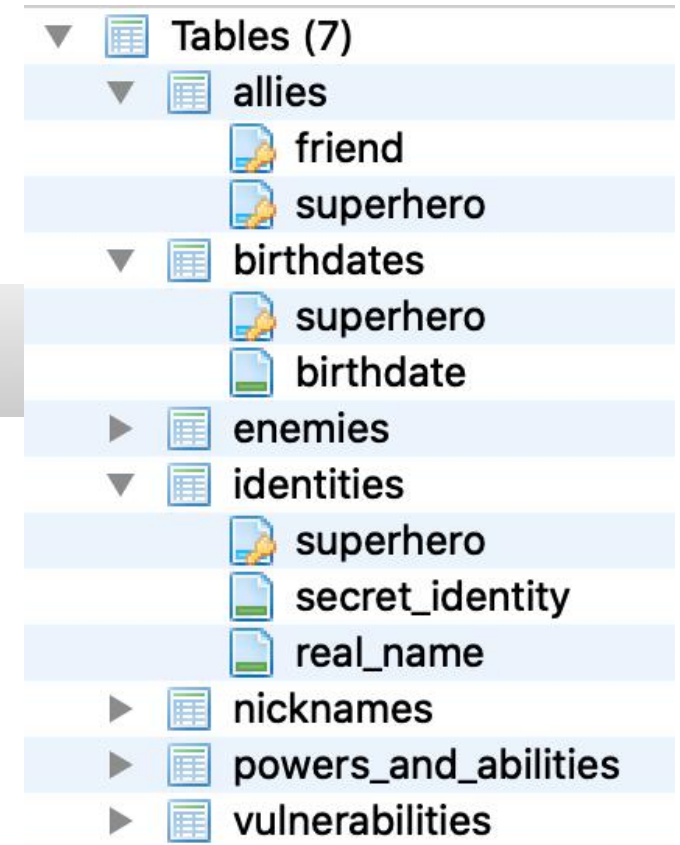 Tables (7)
allies
friend
superhero
birthdates
superhero
birthdate
enemies
identities
superhero
secret_identity
real_name
nicknames
powers_and_abilities
vulnerabilities